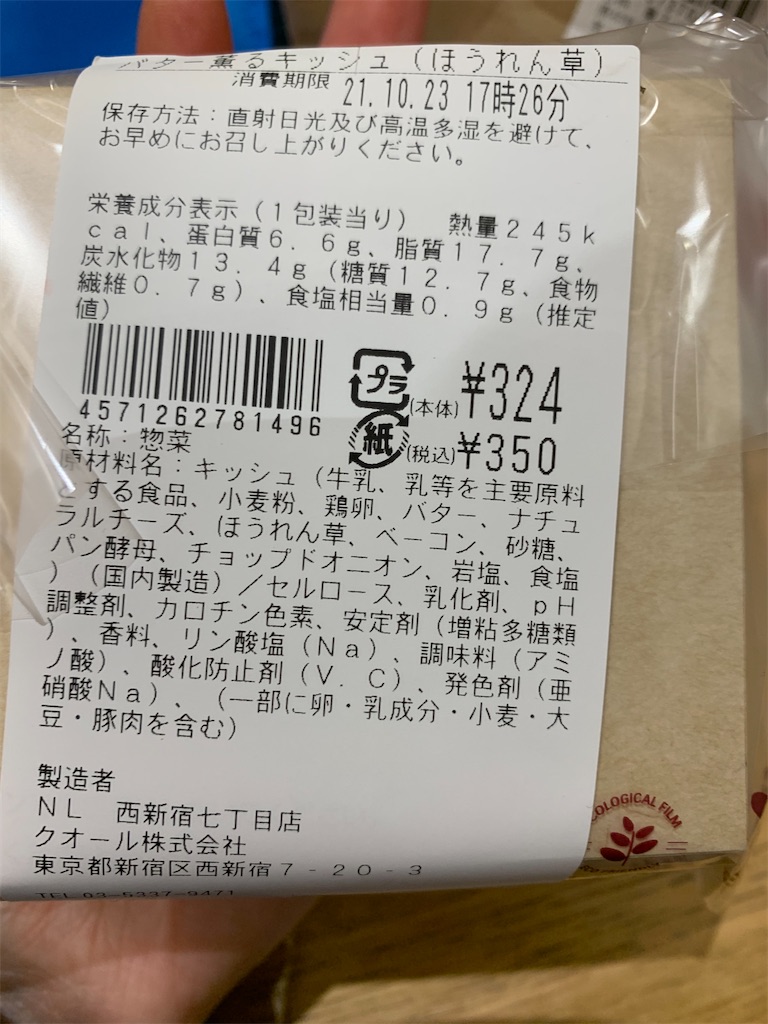 バター薫るキッシュ（ほうれん草）
消費期限 21.10.23 17時26分
保存方法：直射日光及び高温多湿を避けて、
お早めにお召し上がりください。
栄養成分表示（１包装当り）　熱量２４５ｋ
ｃａｌ、蛋白質６．６ｇ、脂質１７．７ｇ、
炭水化物１３．４ｇ（糖質１２．７ｇ、食物
繊維０．７ｇ）、食塩相当量０．９ｇ（推定
値）
4571262781496
プラ
紙
(本体) ¥324
(税込) ¥350
名称：惣菜
原材料名：キッシュ（牛乳、乳等を主要原料
とする食品、小麦粉、鶏卵、バター、ナチュ
ラルチーズ、ほうれん草、ベーコン、砂糖、
パン酵母、チョップドオニオン、岩塩、食塩
）（国内製造）／セルロース、乳化剤、ｐＨ
調整剤、カロチン色素、安定剤（増粘多糖類
）、香料、リン酸塩（Ｎａ）、調味料（アミ
ノ酸）、酸化防止剤（Ｖ．Ｃ）、発色剤（亜
硝酸Ｎａ）、（一部に卵・乳成分・小麦・大
豆・豚肉を含む）
製造者
ＮＬ　西新宿七丁目店
クオール株式会社
東京都新宿区西新宿７－２０－３
TEL 03-5337-9471
ECOLOGICAL FILM